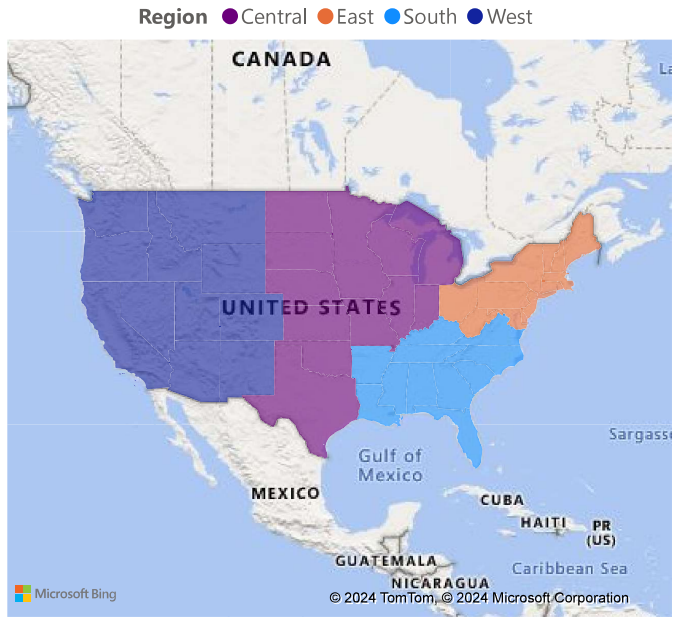 Region Central East South West
CANADA
La
UNITED STATES
Gulf of
Mexico
Sargasso
MEXICO
CUBA
HAITI
PR
(US)
GUATEMALA
Caribbean Sea
NICARAGUA
Microsoft Bing
© 2024 TomTom, © 2024 Microsoft Corporation